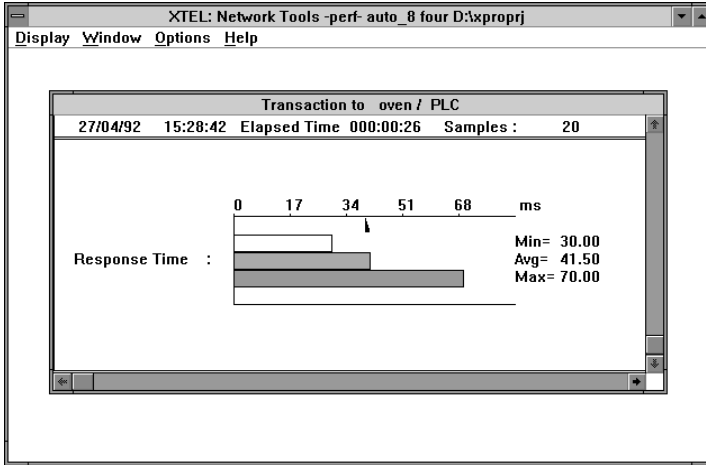 XTEL: Network Tools -perf- auto_8 four D:\xproprj
Display Window Options Help
Transaction to oven / PLC
27/04/92 15:28:42 Elapsed Time 000:00:26 Samples : 20
0 17 34 51 68 ms
Min= 30.00
Response Time : Avg= 41.50
Max= 70.00